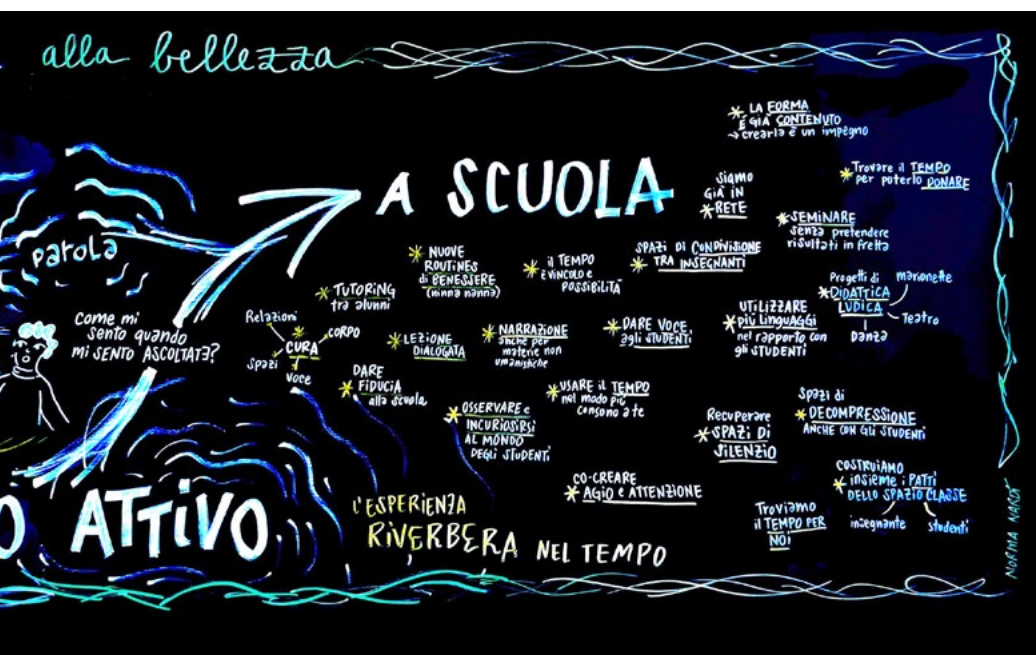 alla bellezza
parola
Come mi
sento quando
mi SENTO ASCOLTATƏ?
O ATTIVO
A SCUOLA
Relazioni
CORPO
CURA
Spazi
Voce
TUTORING
tra alunni
NUOVE
ROUTINES
di BENESSERE
(ninna nanna)
il TEMPO
È VINCOLO e
POSSIBILITÀ
SPAZI DI CONDIVISIONE
TRA INSEGNANTI
siamo
GIÀ IN
RETE
LA FORMA
È GIÀ CONTENUTO
→ crearla è un impegno
Trovare il TEMPO
per poterlo DONARE
SEMINARE
senza pretendere
risultati in fretta
Progetti di
DIDATTICA
LUDICA
marionette
Teatro
Danza
LEZIONE
DIALOGATA
NARRAZIONE
anche per
materie non
umanistiche
DARE VOCE
agli STUDENTI
UTILIZZARE
più LINGUAGGI
nel rapporto con
gli STUDENTI
DARE
FIDUCIA
alla scuola
OSSERVARE e
INCURIOSIRSI
AL MONDO
DEGLI STUDENTI
USARE il TEMPO
nel modo più
consono a te
Recuperare
SPAZI DI
SILENZIO
Spazi di
DECOMPRESSIONE
ANCHE CON GLI STUDENTI
CO-CREARE
AGIO e ATTENZIONE
COSTRUIAMO
insieme i PATTI
DELLO SPAZIO CLASSE
insegnante
studenti
Troviamo
il TEMPO PER
NOI
L'ESPERIENZA
RIVERBERA NEL TEMPO
NORMA NARDI